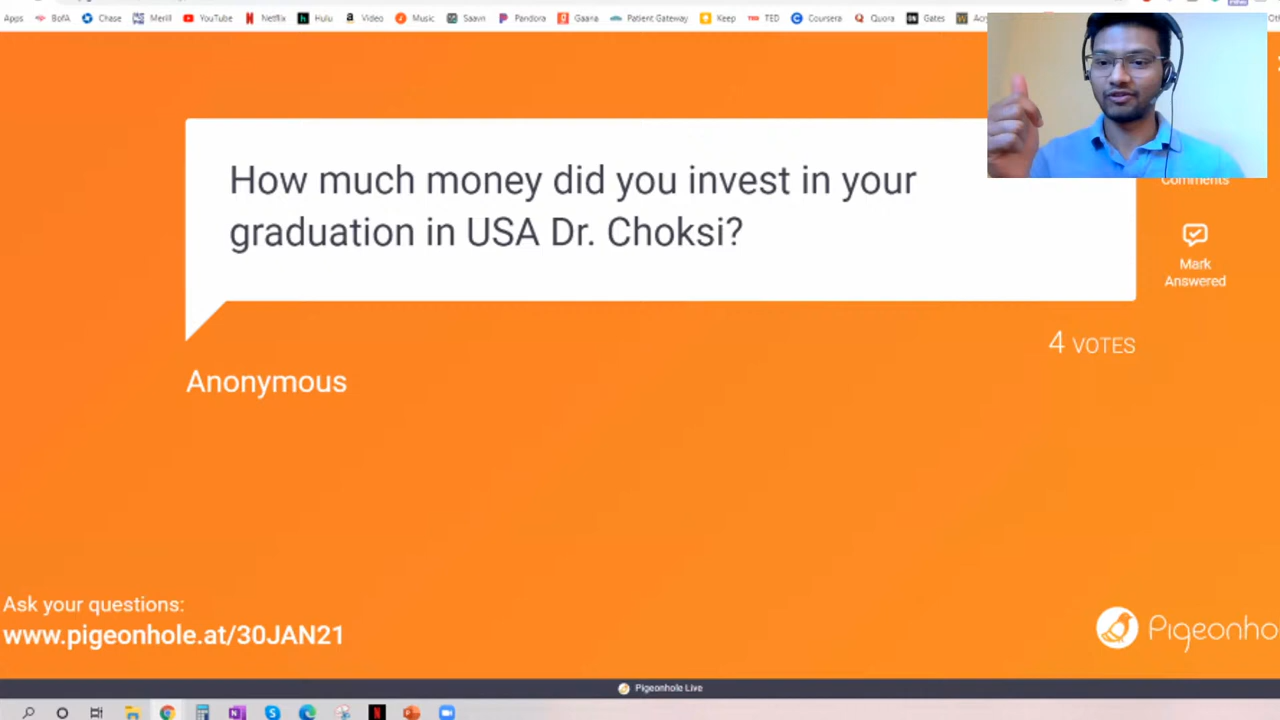 Apps BofA Chase Merill YouTube Netflix Hulu Video Music Saavn Pandora Gaana Patient Gateway Keep TED Coursera Quora Gates
How much money did you invest in your
graduation in USA Dr. Choksi?
Comments
Mark
Answered
4 VOTES
Anonymous
Ask your questions:
www.pigeonhole.at/30JAN21
Pigeonho
Pigeonhole Live